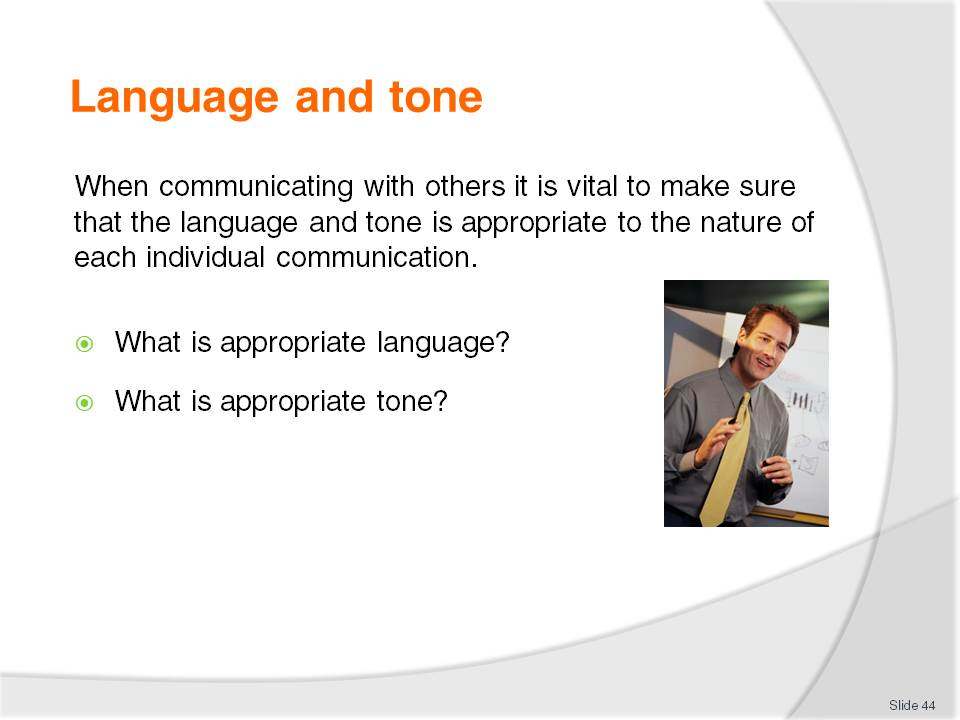 Language and tone
When communicating with others it is vital to make sure
that the language and tone is appropriate to the nature of
each individual communication.
What is appropriate language?
What is appropriate tone?
Slide 44